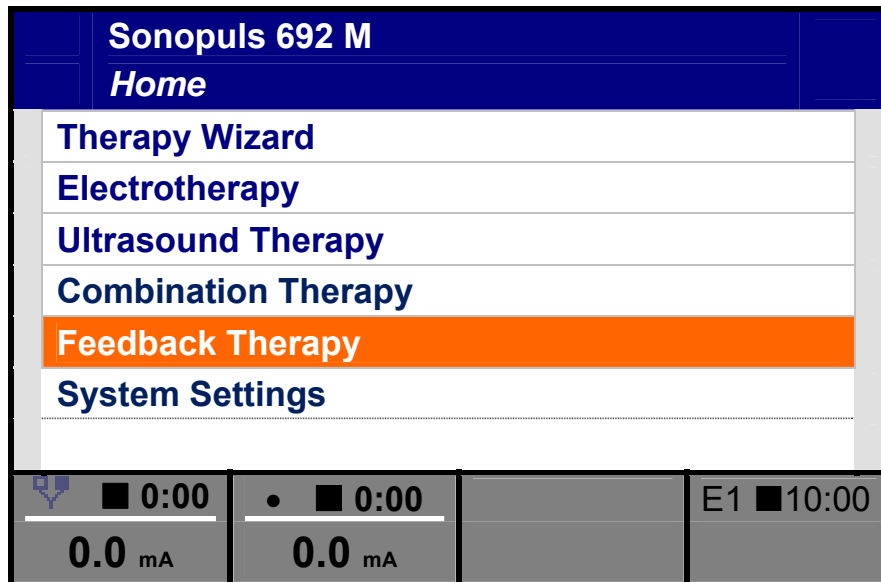 Sonopuls 692 M
Home
Therapy Wizard
Electrotherapy
Ultrasound Therapy
Combination Therapy
Feedback Therapy
System Settings
■ 0:00 • ■ 0:00 E1 ■10:00
0.0 mA 0.0 mA